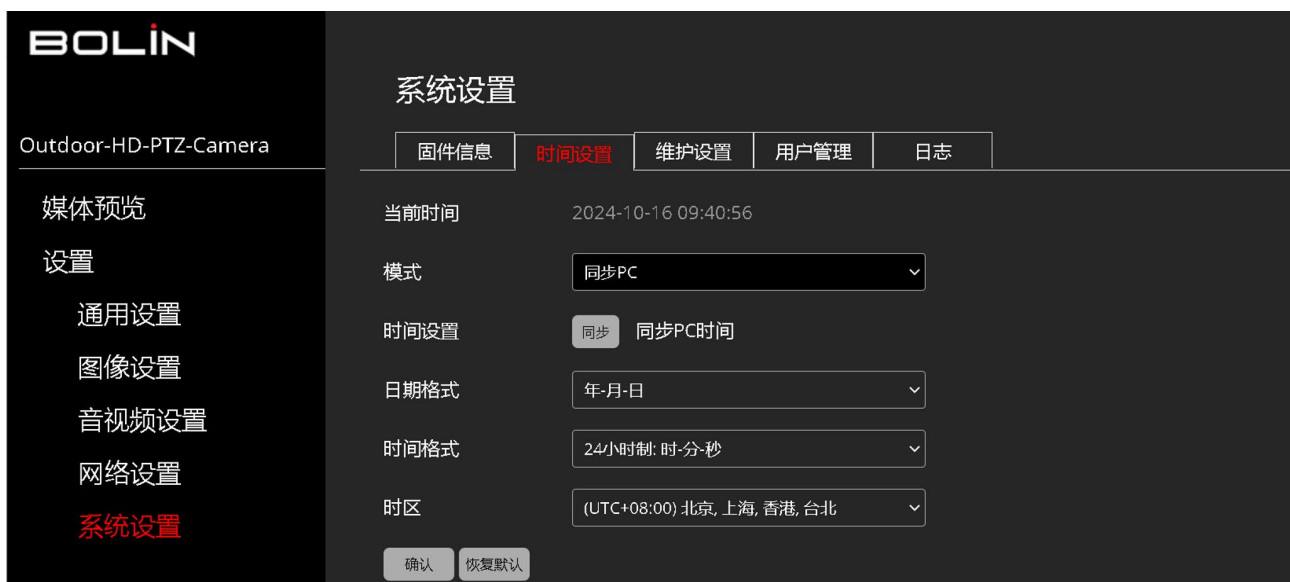 BOLIN
Outdoor-HD-PTZ-Camera
媒体预览
设置
通用设置
图像设置
音视频设置
网络设置
系统设置
系统设置
固件信息 时间设置 维护设置 用户管理 日志
当前时间 2024-10-16 09:40:56
模式 同步PC
时间设置 同步 同步PC时间
日期格式 年-月-日
时间格式 24小时制: 时-分-秒
时区 (UTC+08:00) 北京, 上海, 香港, 台北
确认 恢复默认